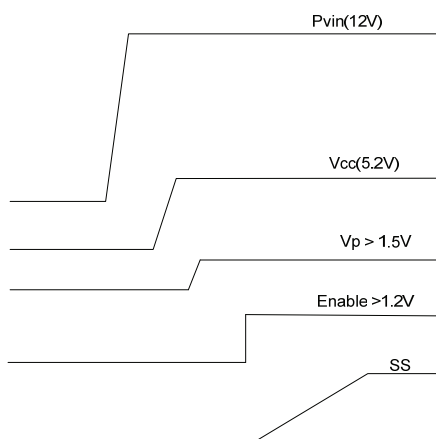 Pvin(12V)
Vcc(5.2V)
Vp > 1.5V
Enable >1.2V
SS